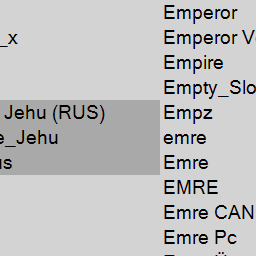 Emperor
_x Emperor V
Empire
Empty_Slo
Jehu (RUS) Empz
e_Jehu emre
us Emre
EMRE
Emre CAN
Emre Pc